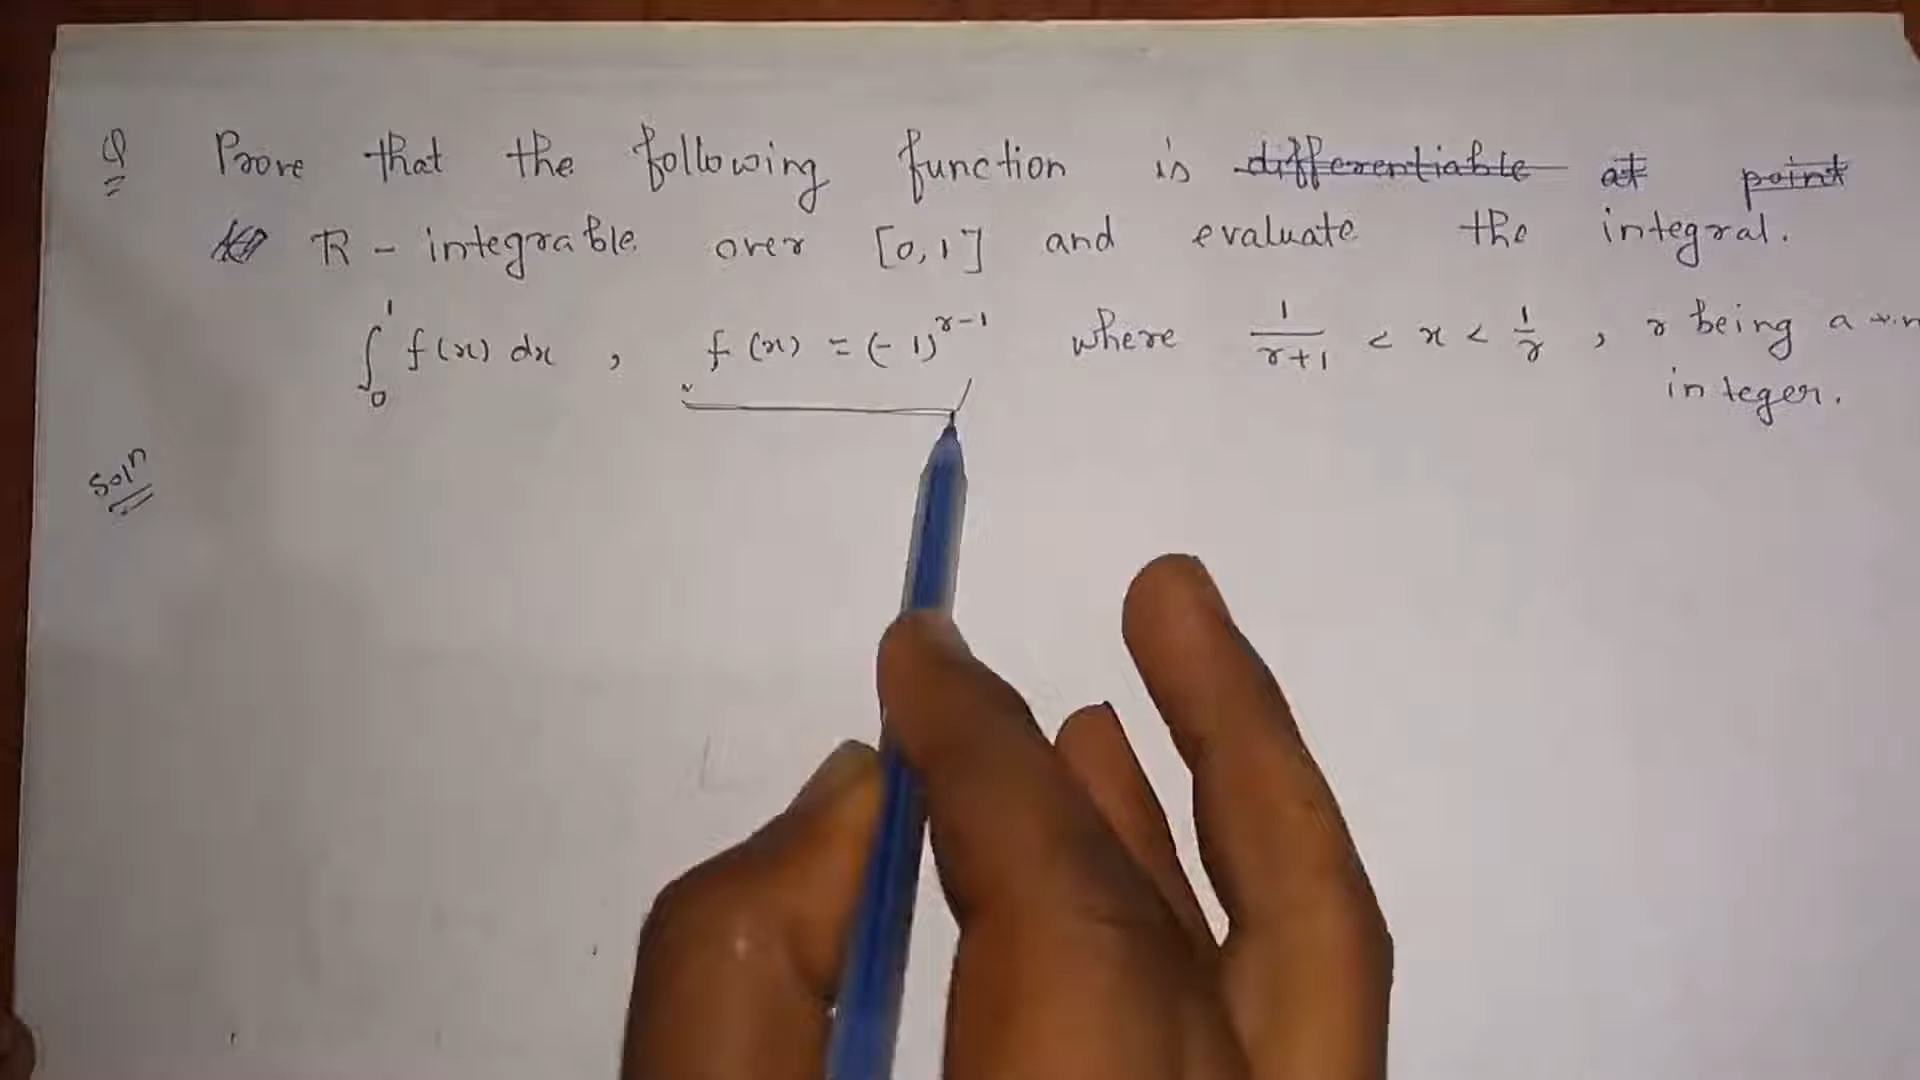 Q Prove that the following function is differentiable at point
R - integrable over [0,1] and evaluate the integral.
∫₀¹ f(x) dx , f(x) = (-1)^{r-1} where 1/(r+1) < x < 1/r , r being a
integer.
Solⁿ